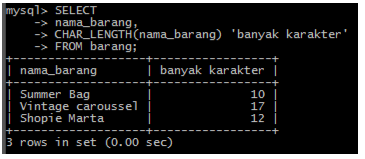 mysql> SELECT
    -> nama_barang,
    -> CHAR_LENGTH(nama_barang) 'banyak karakter'
    -> FROM barang;
+-------------------+-----------------+
| nama_barang       | banyak karakter |
+-------------------+-----------------+
| Summer Bag        |              10 |
| Vintage caroussel |              17 |
| Shopie Marta      |              12 |
+-------------------+-----------------+
3 rows in set (0.00 sec)